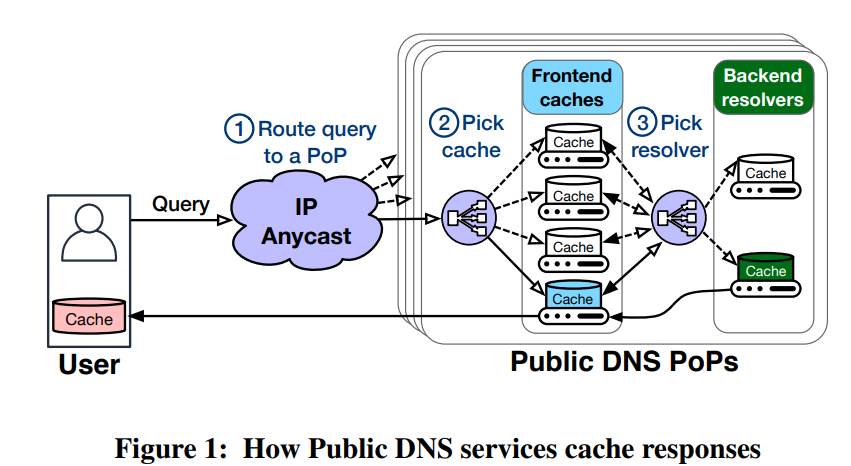 Frontend
caches
Backend
resolvers
1 Route query
to a PoP
2 Pick
cache
3 Pick
resolver
Cache
Cache
Cache
Cache
Cache
Cache
Query
IP
Anycast
Cache
User
Public DNS PoPs
Figure 1: How Public DNS services cache responses